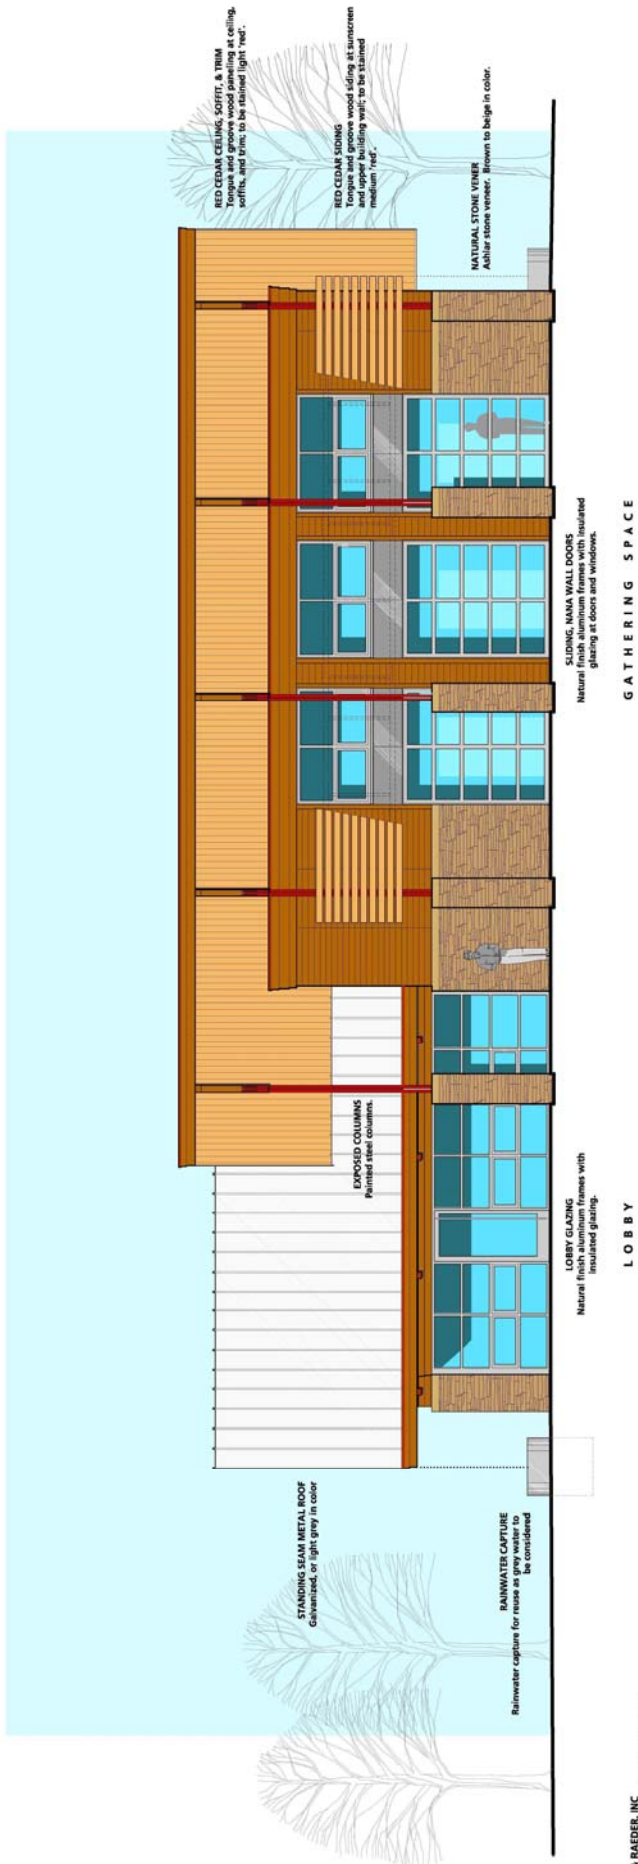 RED CEDAR CEILING, SOFFIT, & TRIM
Tongue and groove wood paneling at ceiling,
soffits, and trim; to be stained light 'red'.
RED CEDAR SIDING
Tongue and groove wood siding at sunscreen
and upper building wall; to be stained
medium 'red'.
NATURAL STONE VENER
Ashlar stone veneer. Brown to beige in color.
EXPOSED COLUMNS
Painted steel columns.
STANDING SEAM METAL ROOF
Galvanized, or light grey in color
RAINWATER CAPTURE
Rainwater capture for reuse as grey water to
be considered
LOBBY GLAZING
Natural finish aluminum frames with
insulated glazing.
SLIDING, NANA WALL DOORS
Natural finish aluminum frames with insulated
glazing at doors and windows.
LOBBY
GATHERING SPACE
RAEDER, INC